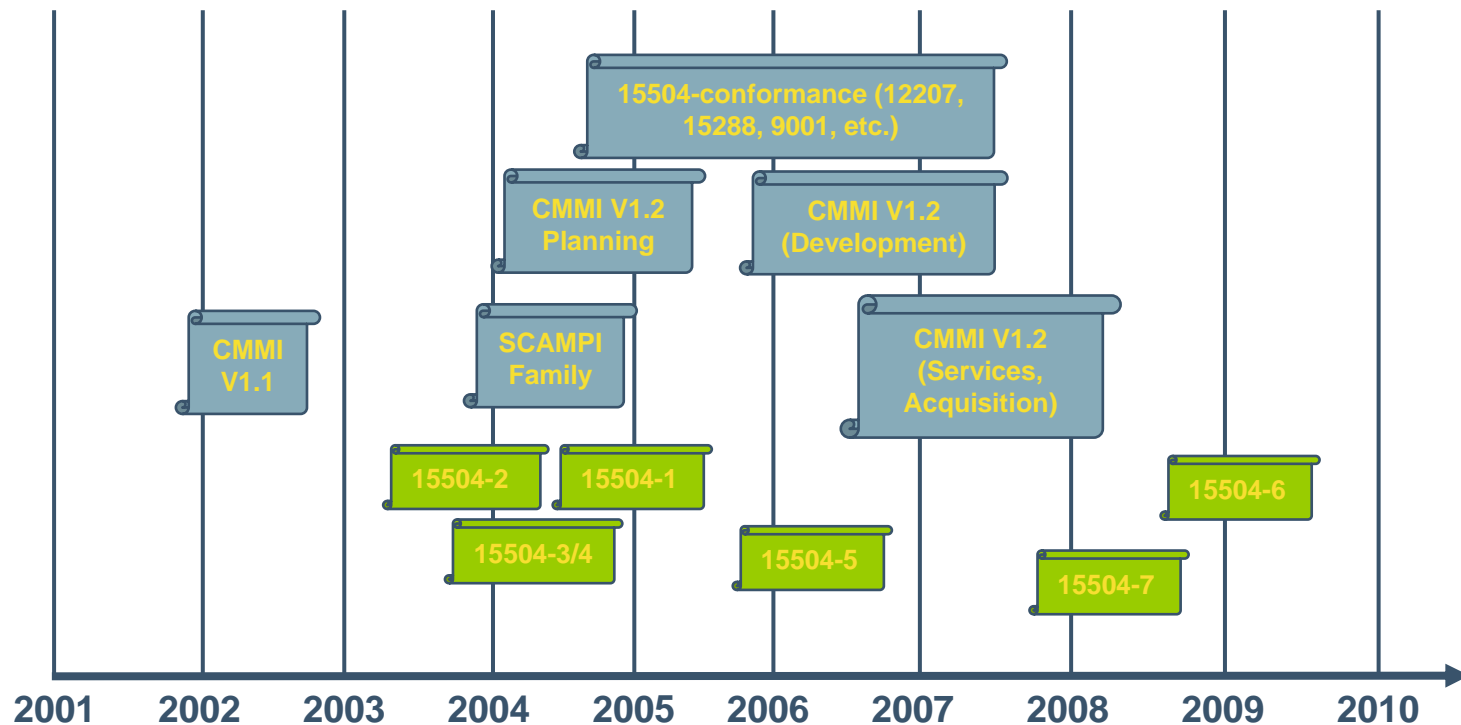 15504-conformance (12207,
15288, 9001, etc.)
CMMI V1.2
Planning
CMMI V1.2
(Development)
CMMI
V1.1
SCAMPI
Family
CMMI V1.2
(Services,
Acquisition)
15504-2
15504-1
15504-6
15504-3/4
15504-5
15504-7
2001 2002 2003 2004 2005 2006 2007 2008 2009 2010